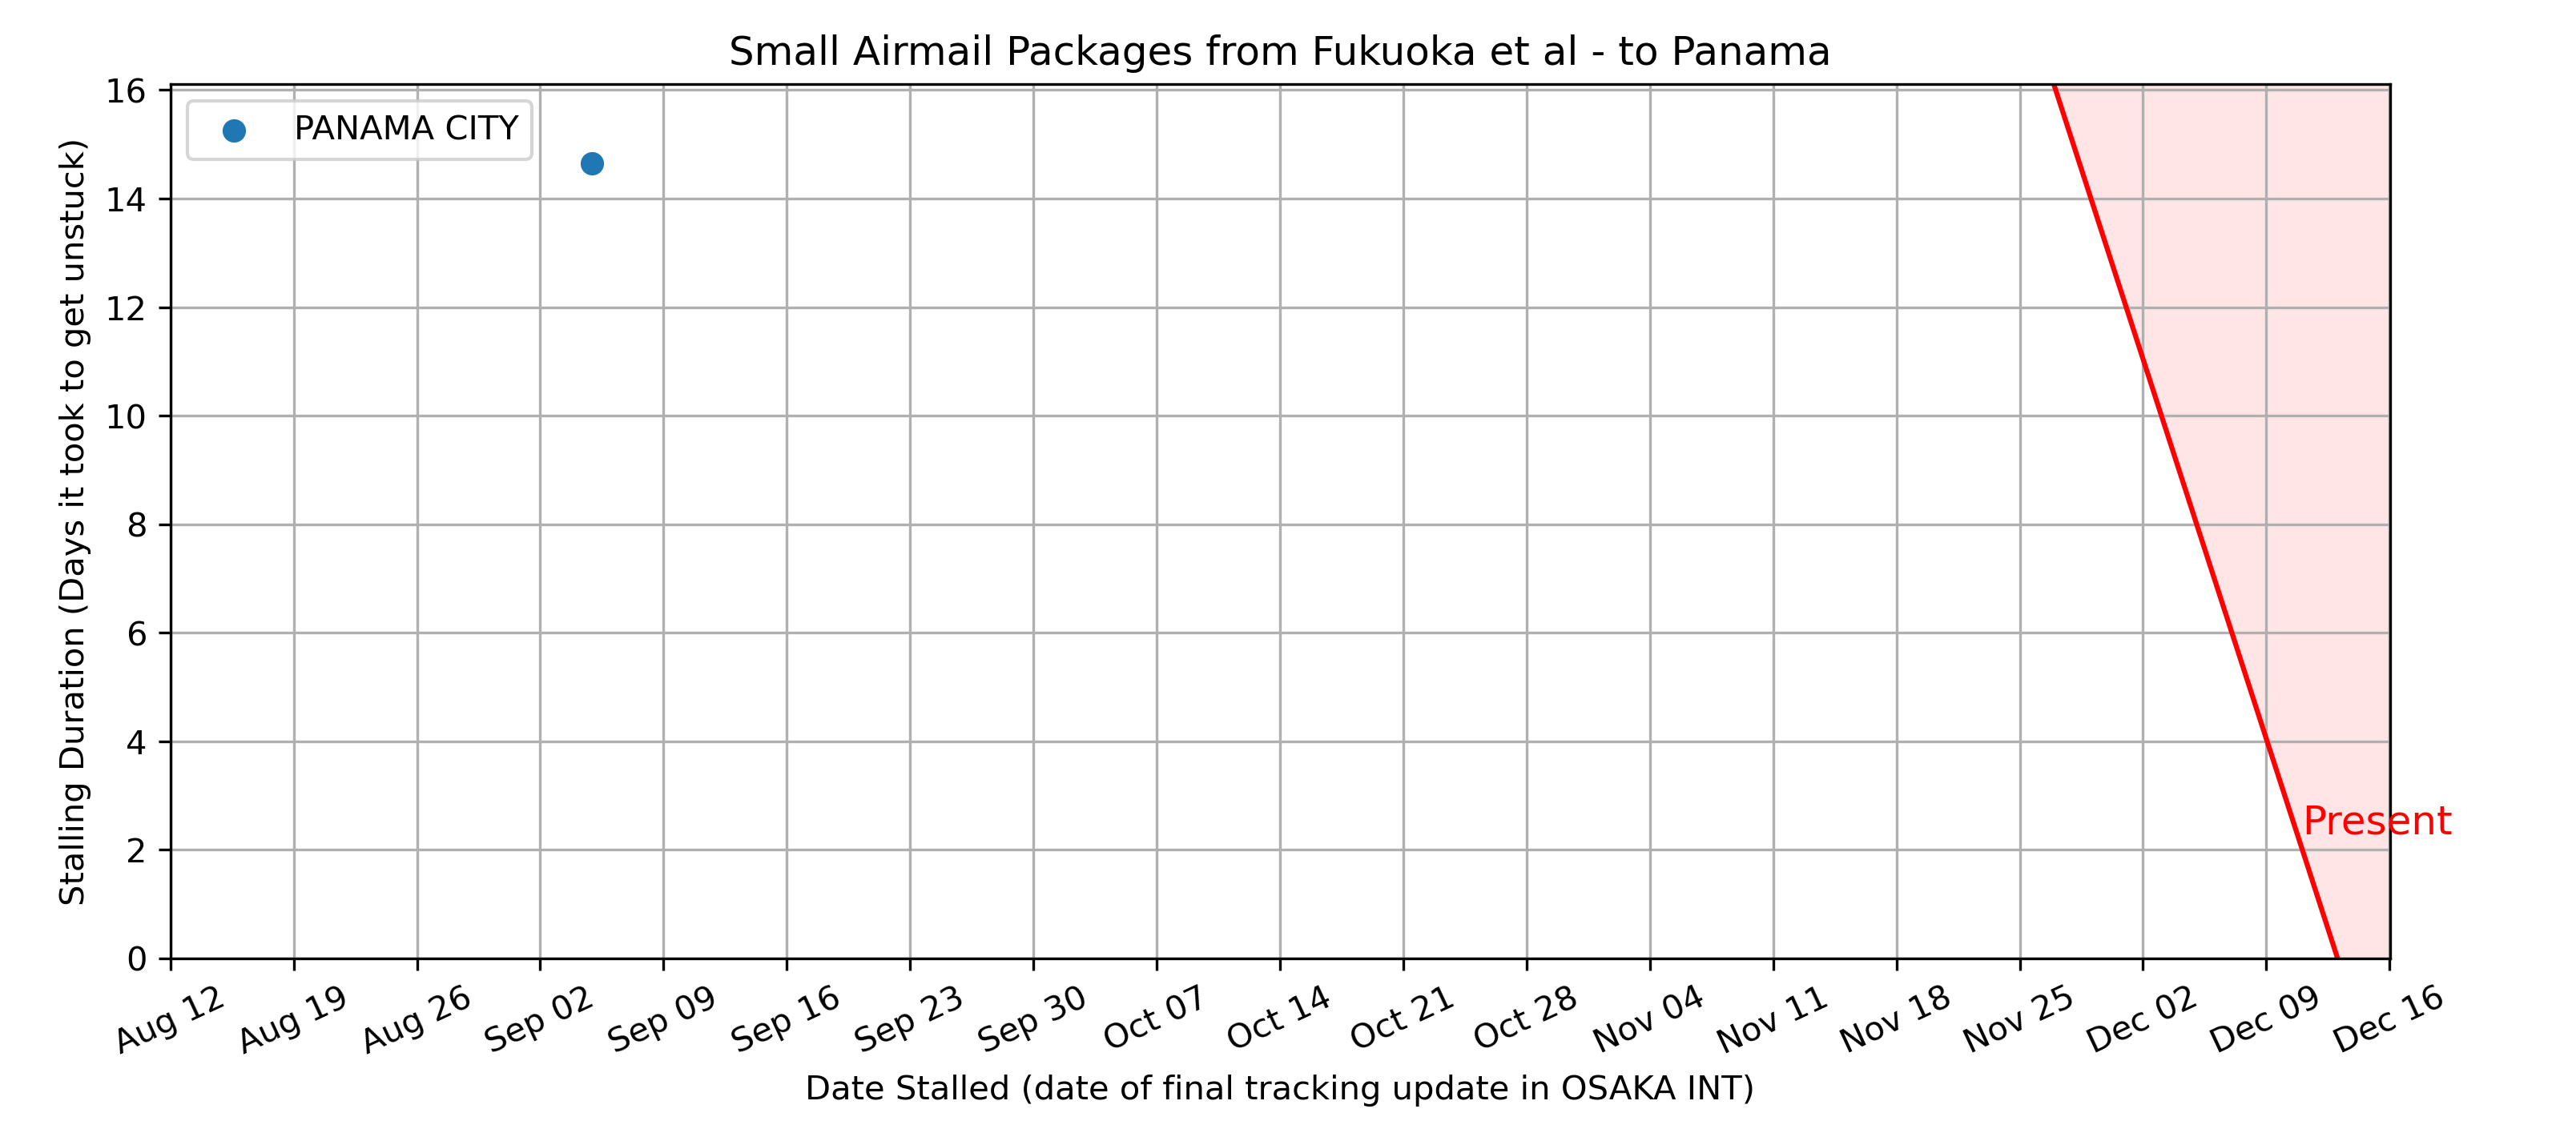 Small Airmail Packages from Fukuoka et al - to Panama
PANAMA CITY
Stalling Duration (Days it took to get unstuck)
16
14
12
10
8
6
4
2
0
Present
Aug 12
Aug 19
Aug 26
Sep 02
Sep 09
Sep 16
Sep 23
Sep 30
Oct 07
Oct 14
Oct 21
Oct 28
Nov 04
Nov 11
Nov 18
Nov 25
Dec 02
Dec 09
Dec 16
Date Stalled (date of final tracking update in OSAKA INT)